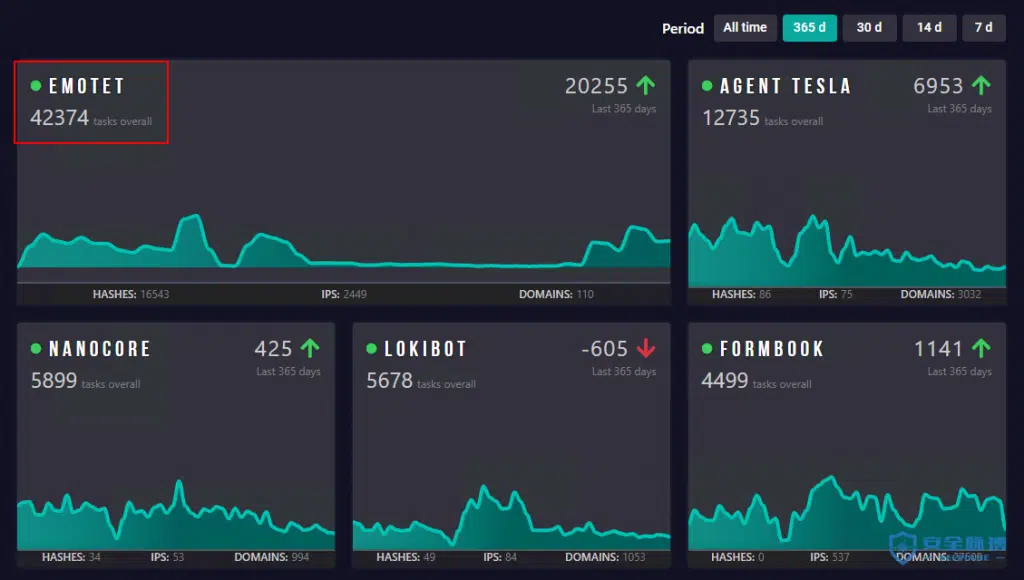 Period All time 365 d 30 d 14 d 7 d
EMOTET
42374 tasks overall
20255
Last 365 days
HASHES: 16543 IPS: 2449 DOMAINS: 110
AGENT TESLA
12735 tasks overall
6953
Last 365 days
HASHES: 86 IPS: 75 DOMAINS: 3032
NANOCORE
5899 tasks overall
425
Last 365 days
HASHES: 34 IPS: 53 DOMAINS: 994
LOKIBOT
5678 tasks overall
-605
Last 365 days
HASHES: 49 IPS: 84 DOMAINS: 1053
FORMBOOK
4499 tasks overall
1141
Last 365 days
HASHES: 0 IPS: 537 DOMAINS:
安全脉搏